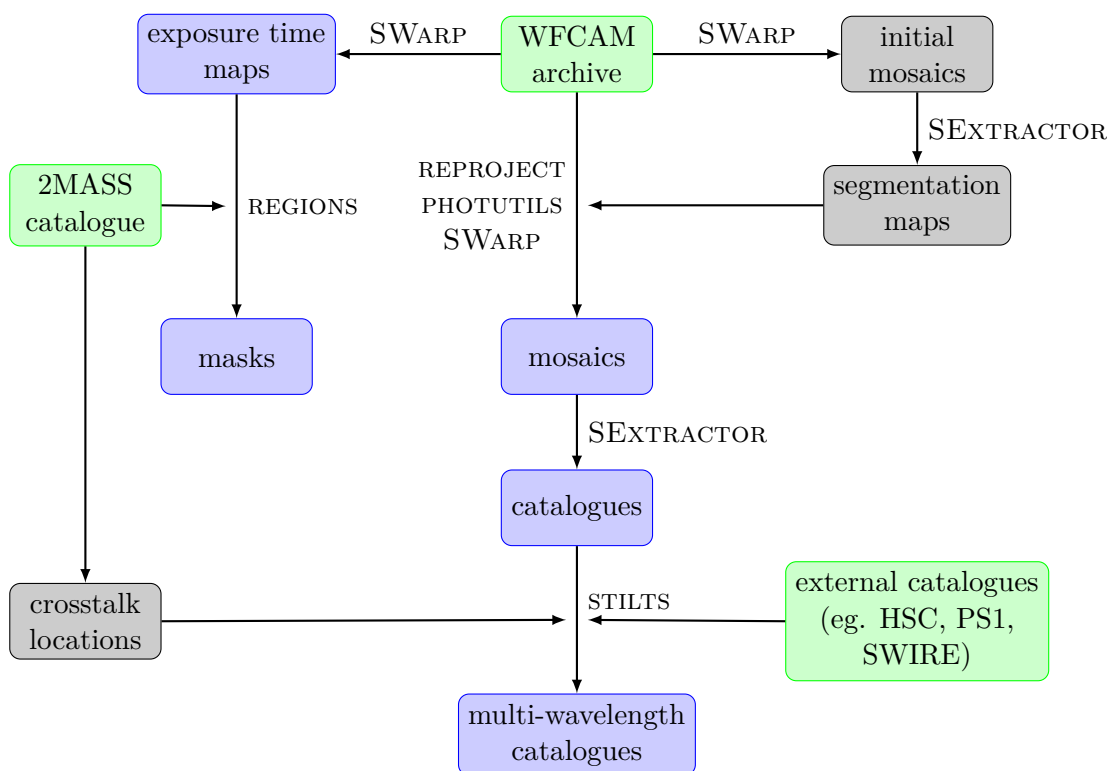 exposure time
maps
SWARP
WFCAM
archive
SWARP
initial
mosaics
SEXTRACTOR
2MASS
catalogue
REGIONS
REPROJECT
PHOTUTILS
SWARP
segmentation
maps
masks
mosaics
SEXTRACTOR
catalogues
crosstalk
locations
STILTS
external catalogues
(eg. HSC, PS1,
SWIRE)
multi-wavelength
catalogues